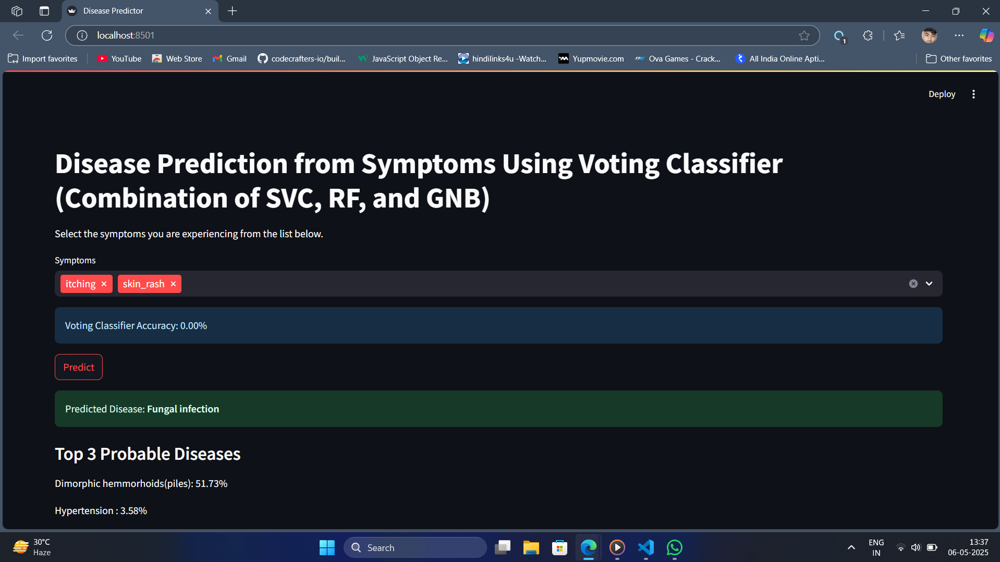 Disease Predictor
localhost:8501
1
Import favorites
YouTube
Web Store
Gmail
codecrafters-io/buil...
JavaScript Object Re...
hindilinks4u -Watch...
Yupmovie.com
Ova Games - Crack...
All India Online Apti...
Other favorites
Deploy
Disease Prediction from Symptoms Using Voting Classifier
(Combination of SVC, RF, and GNB)
Select the symptoms you are experiencing from the list below.
Symptoms
itching
skin_rash
Voting Classifier Accuracy: 0.00%
Predict
Predicted Disease: Fungal infection
Top 3 Probable Diseases
Dimorphic hemmorhoids(piles): 51.73%
Hypertension : 3.58%
30°C
Haze
Search
ENG
IN
13:37
06-05-2025